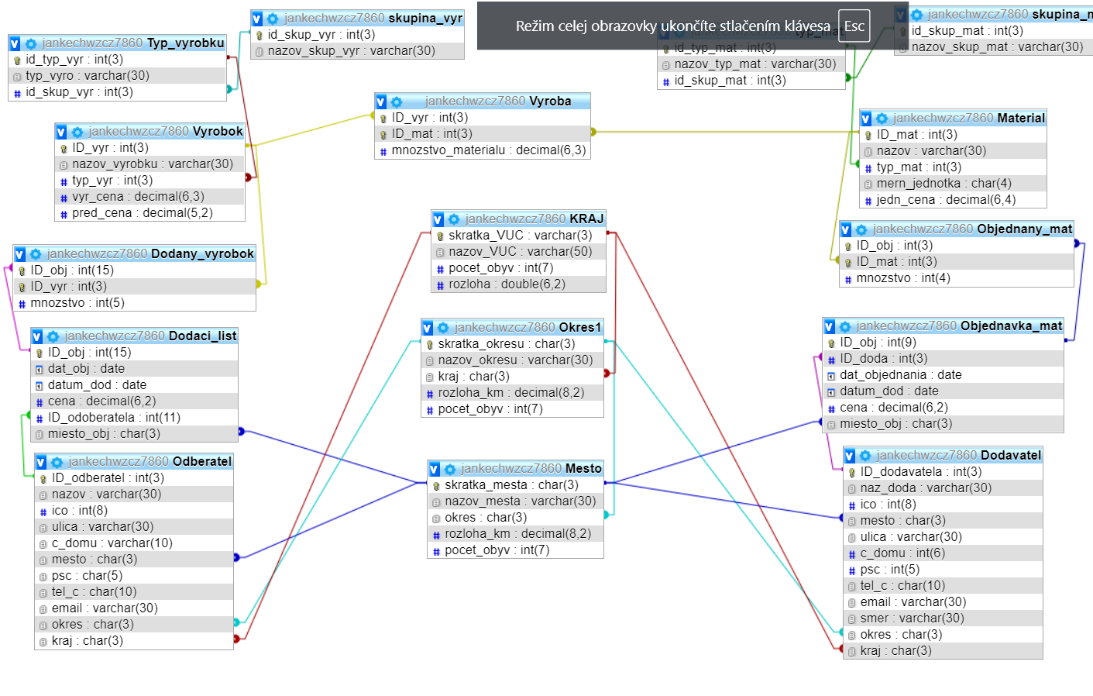 jankechwzcz7860 skupina_vyr
id_skup_vyr : int(3)
nazov_skup_vyr : varchar(30)
Režim celej obrazovky ukončíte stlačením klávesa Esc
jankechwzcz7860 skupina_m
id_skup_mat : int(3)
nazov_skup_mat : varchar(30)
jankechwzcz7860 Typ_vyrobku
id_typ_vyr : int(3)
typ_vyro : varchar(30)
id_skup_vyr : int(3)
id_typ_mat : int(3)
nazov_typ_mat : varchar(30)
id_skup_mat : int(3)
jankechwzcz7860 Vyroba
ID_vyr : int(3)
ID_mat : int(3)
mnozstvo_materialu : decimal(6,3)
jankechwzcz7860 Vyrobok
ID_vyr : int(3)
nazov_vyrobku : varchar(30)
typ_vyr : int(3)
vyr_cena : decimal(6,3)
pred_cena : decimal(5,2)
jankechwzcz7860 Material
ID_mat : int(3)
nazov : varchar(30)
typ_mat : int(3)
mern_jednotka : char(4)
jedn_cena : decimal(6,4)
jankechwzcz7860 KRAJ
skratka_VUC : varchar(3)
nazov_VUC : varchar(50)
pocet_obyv : int(7)
rozloha : double(6,2)
jankechwzcz7860 Objednany_mat
ID_obj : int(3)
ID_mat : int(3)
mnozstvo : int(4)
jankechwzcz7860 Dodany_vyrobok
ID_obj : int(15)
ID_vyr : int(3)
mnozstvo : int(5)
jankechwzcz7860 Dodaci_list
ID_obj : int(15)
dat_obj : date
datum_dod : date
cena : decimal(6,2)
ID_odoberatela : int(11)
miesto_obj : char(3)
jankechwzcz7860 Okres1
skratka_okresu : char(3)
nazov_okresu : varchar(30)
kraj : char(3)
rozloha_km : decimal(8,2)
pocet_obyv : int(7)
jankechwzcz7860 Objednavka_mat
ID_obj : int(9)
ID_doda : int(3)
dat_objednania : date
datum_dod : date
cena : decimal(6,2)
miesto_obj : char(3)
jankechwzcz7860 Odberatel
ID_odberatel : int(3)
nazov : varchar(30)
ico : int(8)
ulica : varchar(30)
c_domu : varchar(10)
mesto : char(3)
psc : char(5)
tel_c : char(10)
email : varchar(30)
okres : char(3)
kraj : char(3)
jankechwzcz7860 Mesto
skratka_mesta : char(3)
nazov_mesta : varchar(30)
okres : char(3)
rozloha_km : decimal(8,2)
pocet_obyv : int(7)
jankechwzcz7860 Dodavatel
ID_dodavatela : int(3)
naz_doda : varchar(30)
ico : int(8)
mesto : char(3)
ulica : varchar(30)
c_domu : int(6)
psc : int(5)
tel_c : char(10)
email : varchar(30)
smer : varchar(30)
okres : char(3)
kraj : char(3)